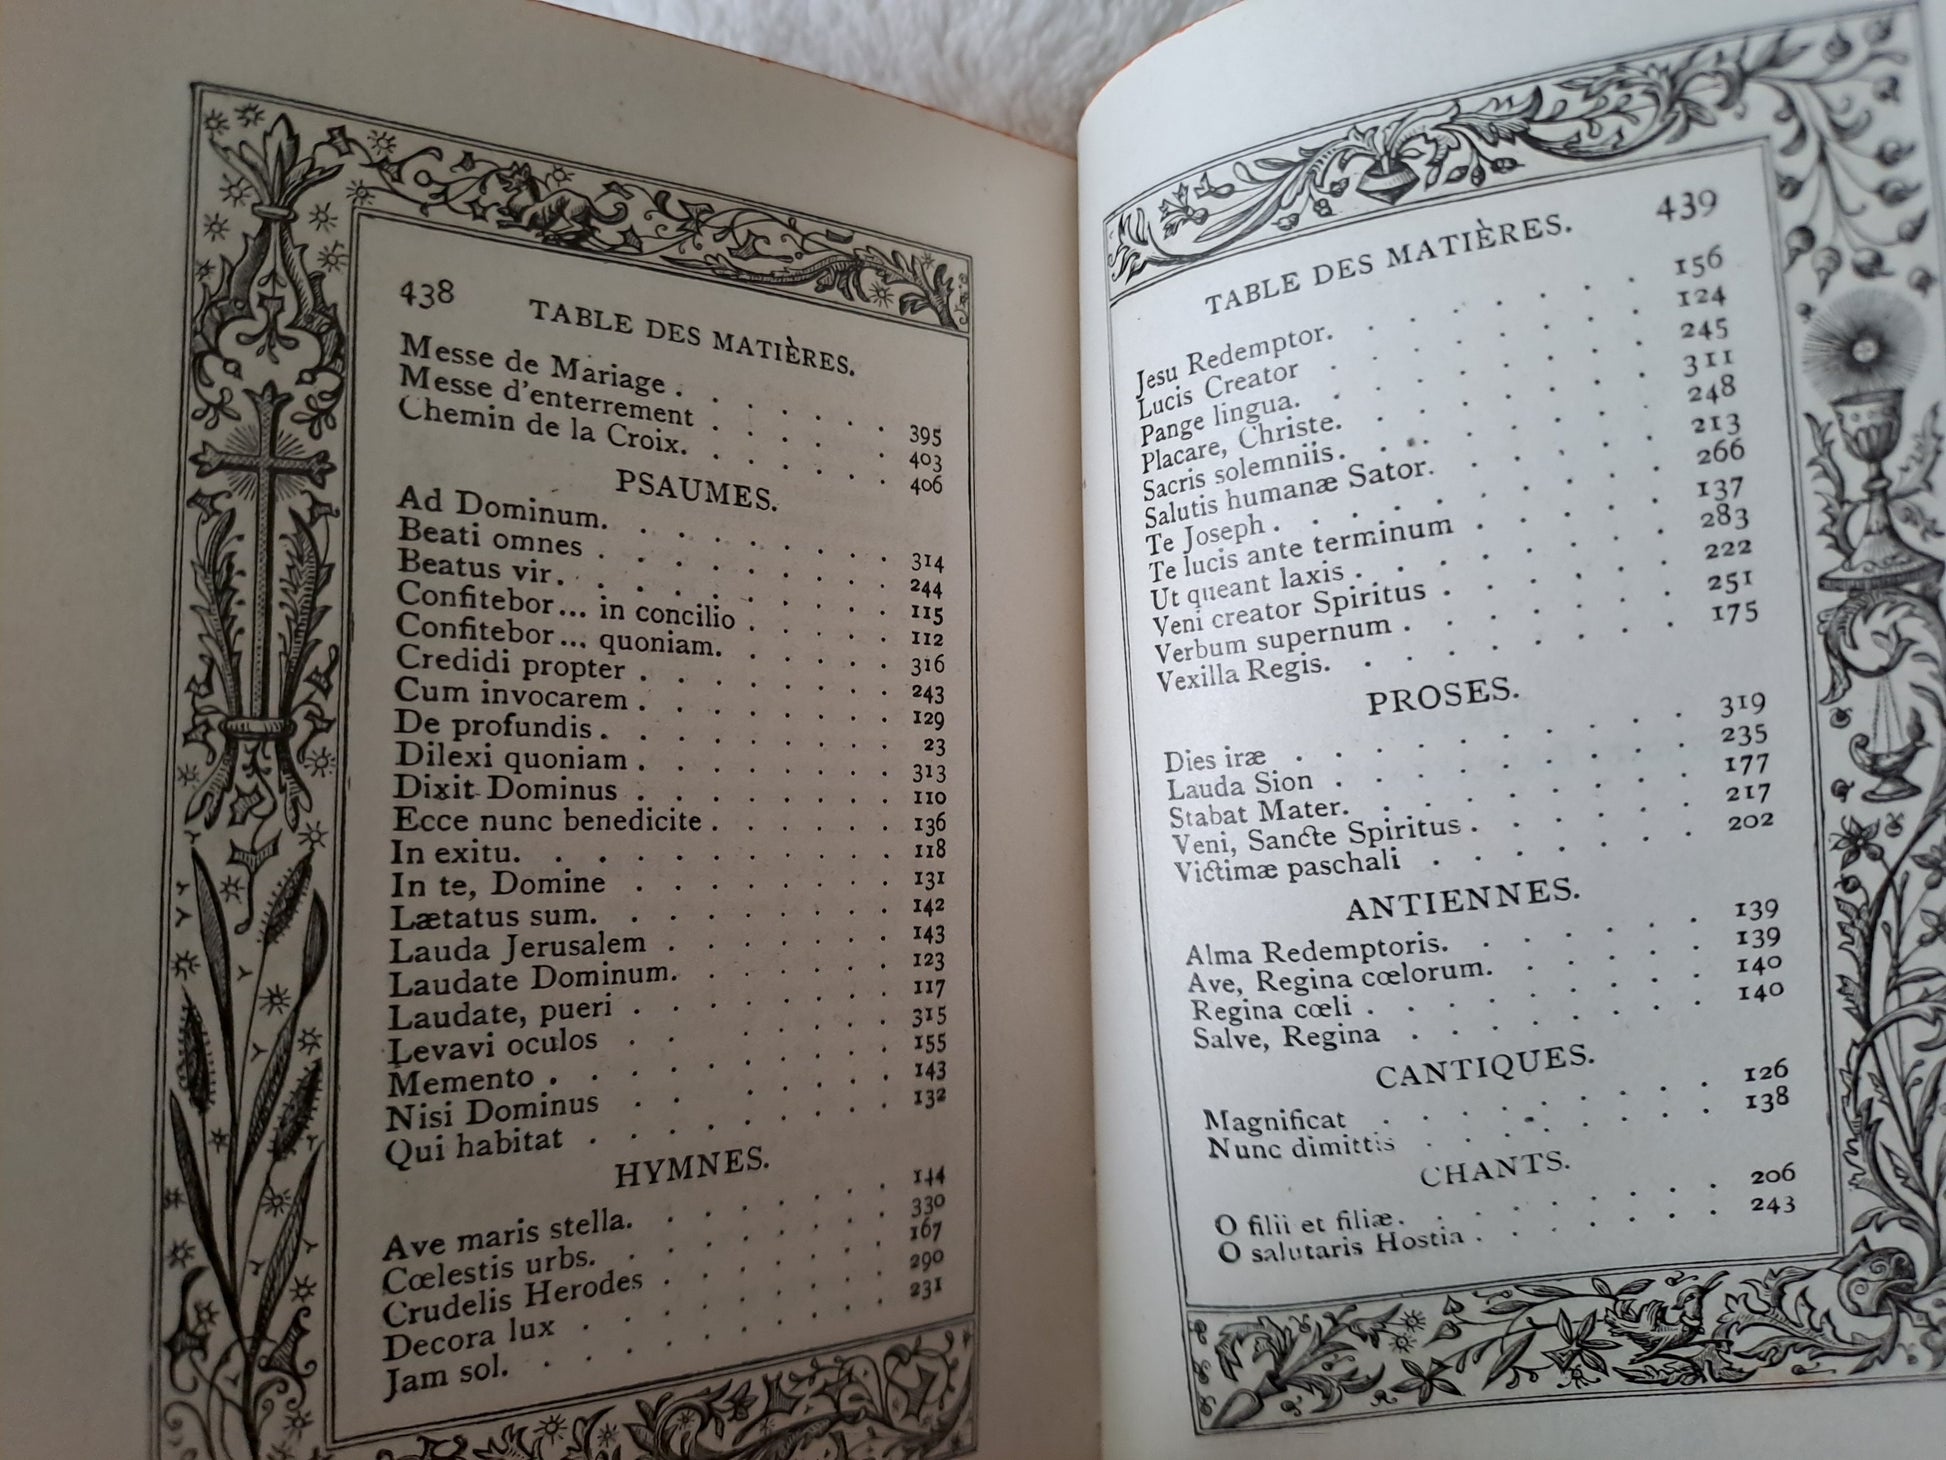 438
TABLE DES MATIÈRES.
Messe de Mariage . . . . . . 395
Messe d'enterrement . . . . . 403
Chemin de la Croix. . . . . . 406
PSAUMES.
Ad Dominum. . . . . . . . 314
Beati omnes . . . . . . . . 244
Beatus vir. . . . . . . . . 115
Confitebor... in concilio . . . . 112
Confitebor... quoniam. . . . . 316
Credidi propter . . . . . . . 243
Cum invocarem . . . . . . . 129
De profundis . . . . . . . . 23
Dilexi quoniam . . . . . . . 313
Dixit Dominus . . . . . . . 110
Ecce nunc benedicite . . . . . 136
In exitu. . . . . . . . . . 118
In te, Domine . . . . . . . 131
Lætatus sum. . . . . . . . 142
Lauda Jerusalem . . . . . . 143
Laudate Dominum. . . . . . 123
Laudate, pueri . . . . . . . 117
Levavi oculos . . . . . . . 315
Memento . . . . . . . . . 155
Nisi Dominus . . . . . . . 143
Qui habitat . . . . . . . . 132
HYMNES.
Ave maris stella. . . . . . . 144
Cœlestis urbs. . . . . . . . 330
Crudelis Herodes . . . . . . 167
Decora lux . . . . . . . . 290
Jam sol. . . . . . . . . . 231
TABLE DES MATIÈRES. 439
Jesu Redemptor. . . . . . . . 156
Lucis Creator . . . . . . . . 124
Pange lingua. . . . . . . . . 245
Placare, Christe. . . . . . . . 311
Sacris solemniis. . . . . . . . 248
Salutis humanæ Sator. . . . . . 213
Te Joseph . . . . . . . . . 266
Te lucis ante terminum . . . . . 137
Ut queant laxis . . . . . . . . 283
Veni creator Spiritus . . . . . . 222
Verbum supernum . . . . . . . 251
Vexilla Regis. . . . . . . . . 175
PROSES.
Dies iræ . . . . . . . . . 319
Lauda Sion . . . . . . . . . 235
Stabat Mater. . . . . . . . . 177
Veni, Sancte Spiritus . . . . . . 217
Victimæ paschali . . . . . . . 202
ANTIENNES.
Alma Redemptoris. . . . . . . 139
Ave, Regina cœlorum. . . . . . 139
Regina cœli . . . . . . . . . 140
Salve, Regina . . . . . . . . 140
CANTIQUES.
Magnificat . . . . . . . . . 126
Nunc dimittis . . . . . . . . 138
CHANTS.
O filii et filiæ. . . . . . . . . 206
O salutaris Hostia . . . . . . . 243